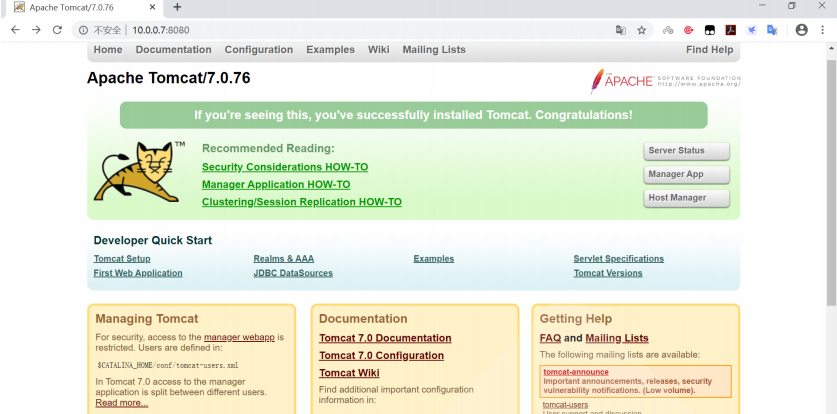 Apache Tomcat/7.0.76
不安全 | 10.0.0.7:8080
Home Documentation Configuration Examples Wiki Mailing Lists Find Help
Apache Tomcat/7.0.76
APACHE SOFTWARE FOUNDATION
http://www.apache.org/
If you're seeing this, you've successfully installed Tomcat. Congratulations!
TM
Recommended Reading:
Security Considerations HOW-TO
Manager Application HOW-TO
Clustering/Session Replication HOW-TO
Server Status
Manager App
Host Manager
Developer Quick Start
Tomcat Setup
First Web Application
Realms & AAA
JDBC DataSources
Examples
Servlet Specifications
Tomcat Versions
Managing Tomcat
For security, access to the manager webapp is
restricted. Users are defined in:
$CATALINA_HOME/conf/tomcat-users.xml
In Tomcat 7.0 access to the manager
application is split between different users.
Read more...
Documentation
Tomcat 7.0 Documentation
Tomcat 7.0 Configuration
Tomcat Wiki
Find additional important configuration
information in:
Getting Help
FAQ and Mailing Lists
The following mailing lists are available:
tomcat-announce
Important announcements, releases, security
vulnerability notifications. (Low volume).
tomcat-users
User support and discussion